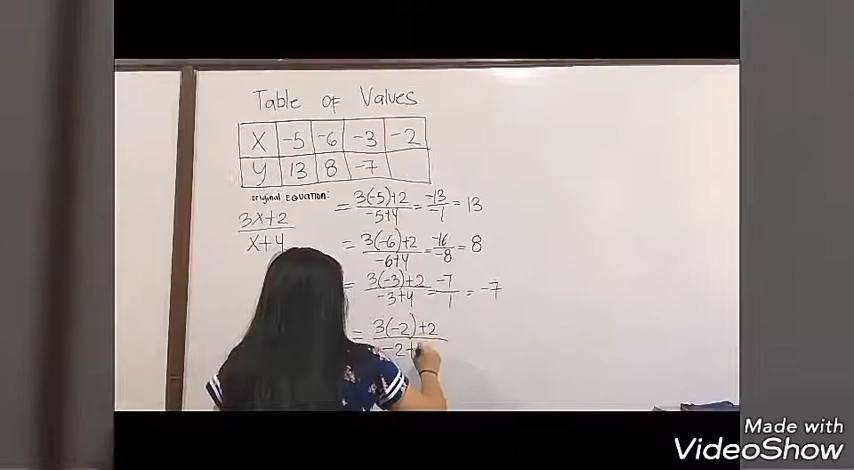 Table of Values
X -5 -6 -3 -2
Y 13 8 -7
original Equation:
3X+2 / X+4
= 3(-5)+2 / -5+4 = -13 / -1 = 13
= 3(-6)+2 / -6+4 = -16 / -8 = 8
= 3(-3)+2 / -3+4 = -7 / 1 = -7
= 3(-2)+2 / -2+
Made with
VideoShow